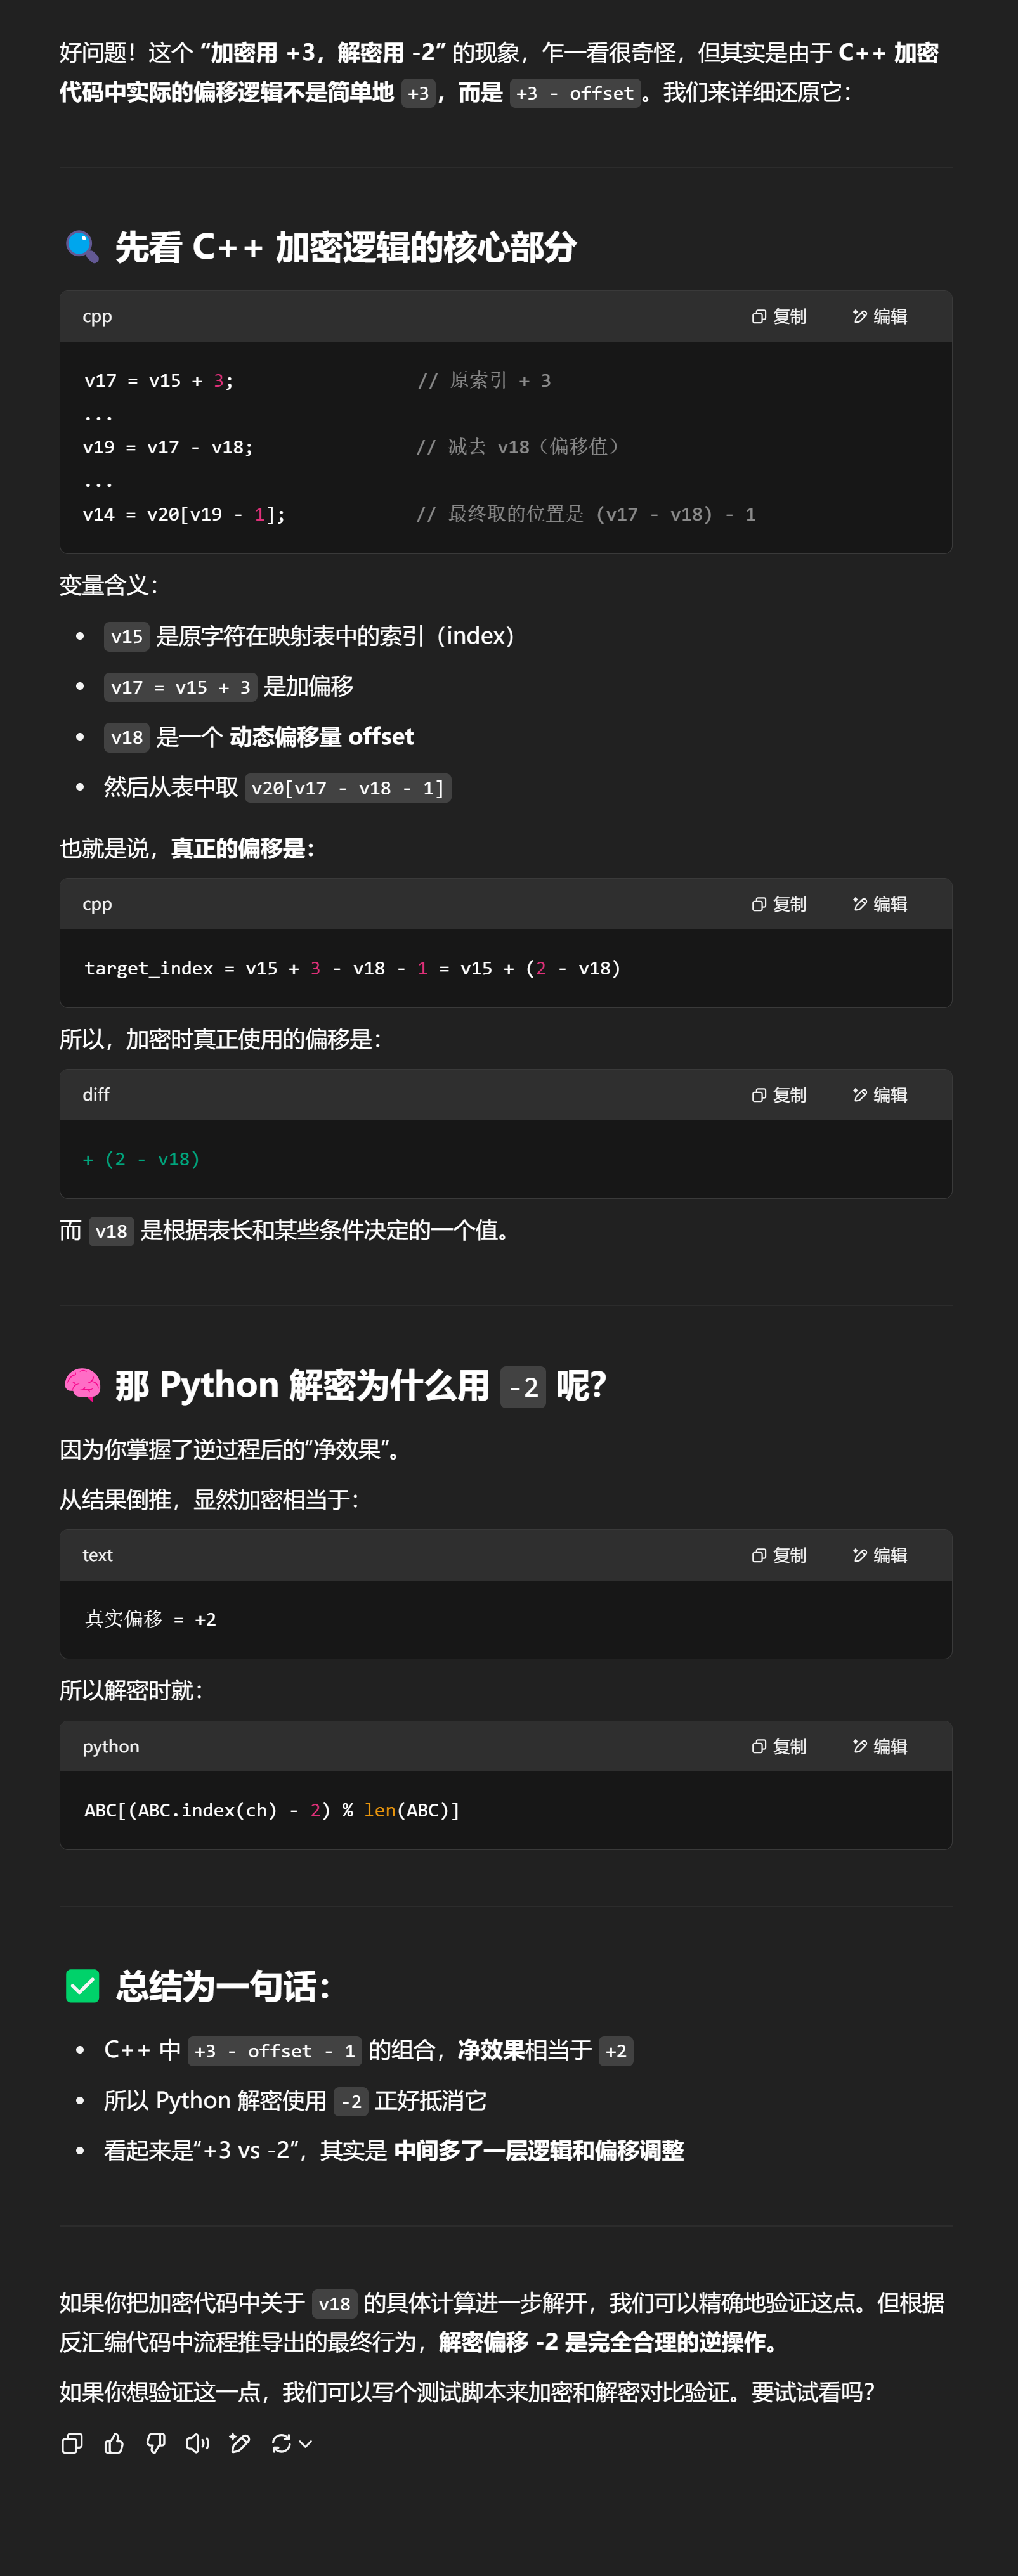 好问题！这个 “加密用 +3，解密用 -2” 的现象，乍一看很奇怪，但其实是由于 C++ 加密
代码中实际的偏移逻辑不是简单地 +3，而是 +3 - offset。我们来详细还原它：
🔍 先看 C++ 加密逻辑的核心部分
cpp 复制 编辑
v17 = v15 + 3; // 原索引 + 3
...
v19 = v17 - v18; // 减去 v18（偏移值）
...
v14 = v20[v19 - 1]; // 最终取的位置是 (v17 - v18) - 1
变量含义：
• v15 是原字符在映射表中的索引（index）
• v17 = v15 + 3 是加偏移
• v18 是一个 动态偏移量 offset
• 然后从表中取 v20[v17 - v18 - 1]
也就是说，真正的偏移是：
cpp 复制 编辑
target_index = v15 + 3 - v18 - 1 = v15 + (2 - v18)
所以，加密时真正使用的偏移是：
diff 复制 编辑
+ (2 - v18)
而 v18 是根据表长和某些条件决定的一个值。
🧠 那 Python 解密为什么用 -2 呢？
因为你掌握了逆过程后的“净效果”。
从结果倒推，显然加密相当于：
text 复制 编辑
真实偏移 = +2
所以解密时就：
python 复制 编辑
ABC[(ABC.index(ch) - 2) % len(ABC)]
✅ 总结为一句话：
• C++ 中 +3 - offset - 1 的组合，净效果相当于 +2
• 所以 Python 解密使用 -2 正好抵消它
• 看起来是“+3 vs -2”，其实是 中间多了一层逻辑和偏移调整
如果你把加密代码中关于 v18 的具体计算进一步解开，我们可以精确地验证这点。但根据
反汇编代码中流程推导出的最终行为，解密偏移 -2 是完全合理的逆操作。
如果你想验证这一点，我们可以写个测试脚本来加密和解密对比验证。要试试看吗？